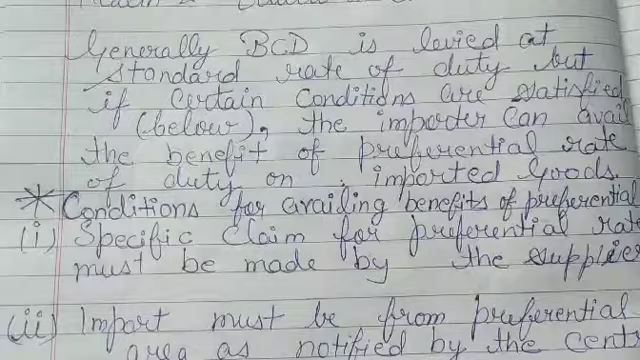 Generally BCD is levied at
standard rate of duty but
if certain conditions are satisfied
(below), the importer can avail
the benefit of preferential rate
of duty on imported goods.
* Conditions for availing benefits of preferential
(i) Specific claim for preferential rate
must be made by the supplier
(ii) Import must be from preferential
area as notified by the